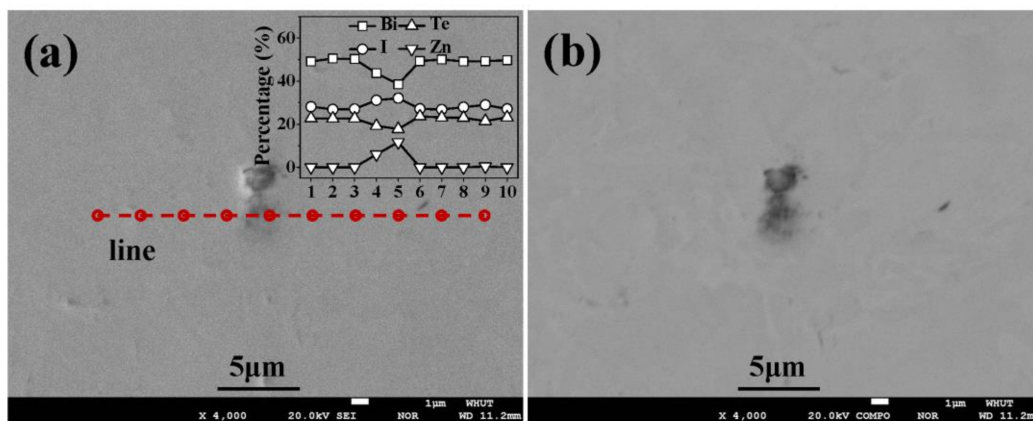 (a)
Bi Te
I Zn
Percentage (%)
60
40
20
0
1 2 3 4 5 6 7 8 9 10
line
5μm
1μm WHUT
X 4,000 20.0kV SEI NOR WD 11.2mm
(b)
5μm
1μm WHUT
X 4,000 20.0kV COMPO NOR WD 11.2mm